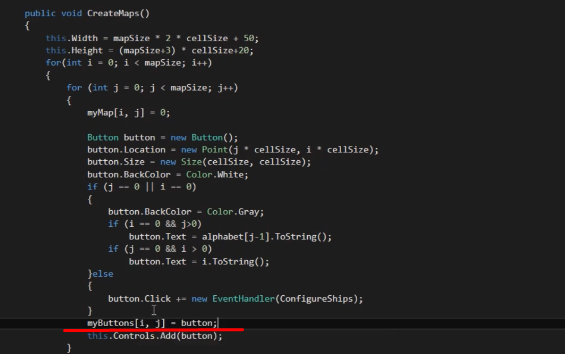 public void CreateMaps()
{
this.Width = mapSize * 2 * cellSize + 50;
this.Height = (mapSize+3) * cellSize+20;
for(int i = 0; i < mapSize; i++)
{
for (int j = 0; j < mapSize; j++)
{
myMap[i, j] = 0;
Button button = new Button();
button.Location = new Point(j * cellSize, i * cellSize);
button.Size = new Size(cellSize, cellSize);
button.BackColor = Color.White;
if (j == 0 || i == 0)
{
button.BackColor = Color.Gray;
if (i == 0 && j>0)
button.Text = alphabet[j-1].ToString();
if (j == 0 && i > 0)
button.Text = i.ToString();
}else
{
button.Click += new EventHandler(ConfigureShips);
}
myButtons[i, j] = button;
this.Controls.Add(button);
}